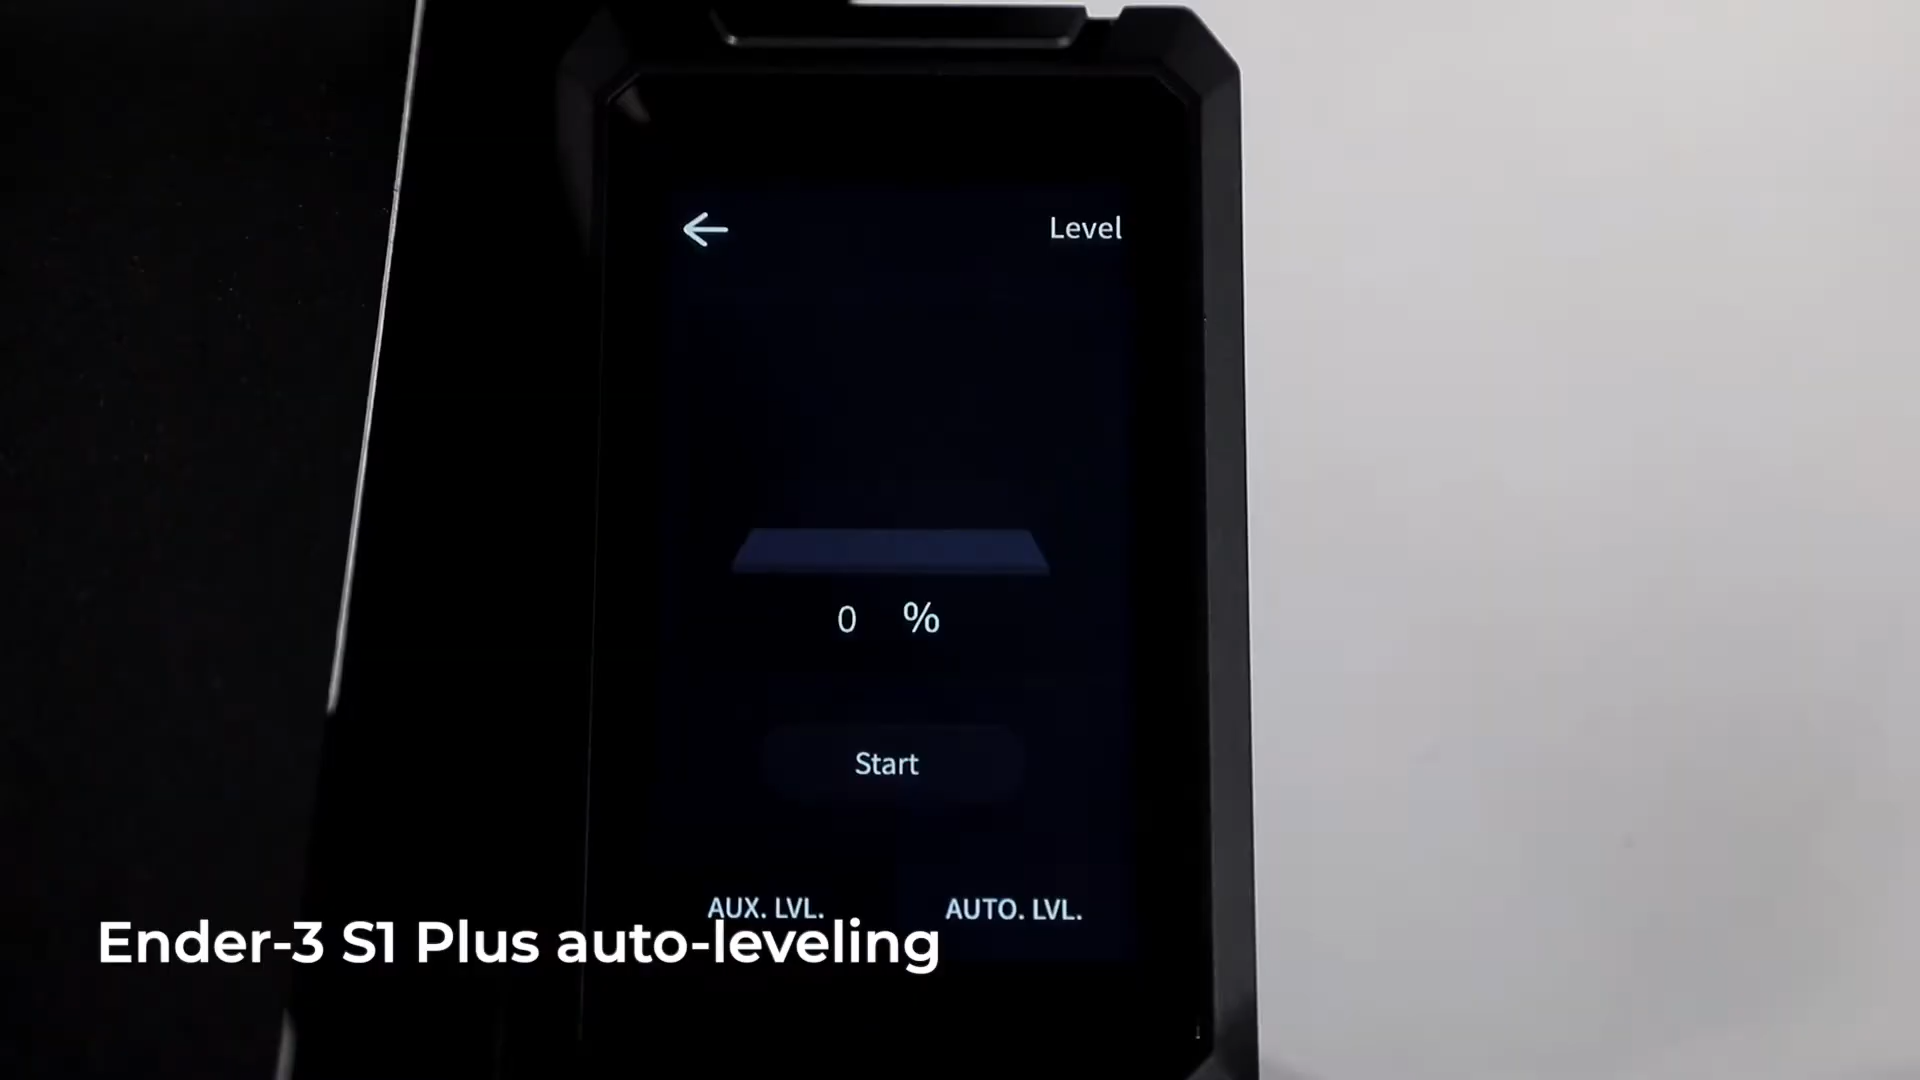 Level
0 %
Start
AUX. LVL. AUTO. LVL.
Ender-3 S1 Plus auto-leveling